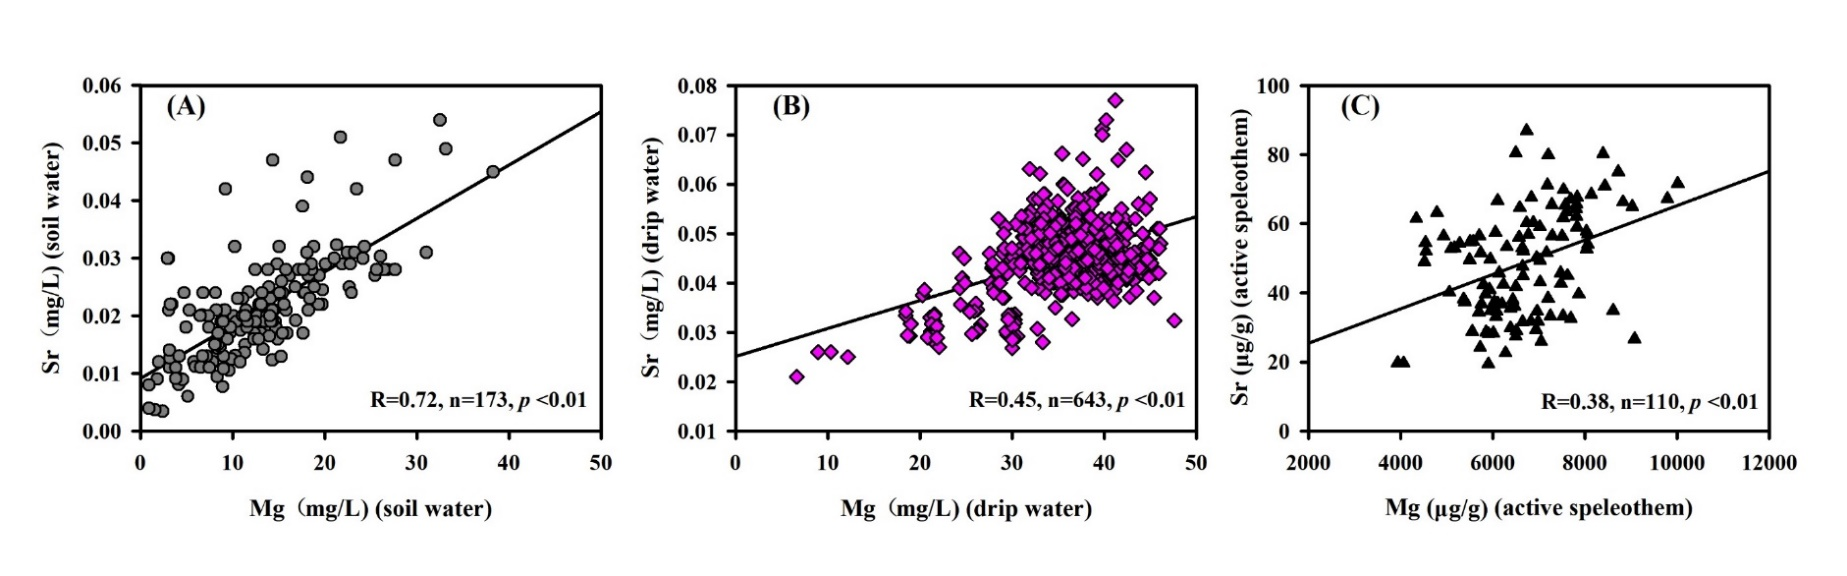 (A)
Sr（mg/L) (soil water)
0.06
0.05
0.04
0.03
0.02
0.01
0.00
R=0.72, n=173, p <0.01
0 10 20 30 40 50
Mg（mg/L) (soil water)
(B)
Sr（mg/L) (drip water)
0.08
0.07
0.06
0.05
0.04
0.03
0.02
0.01
R=0.45, n=643, p <0.01
0 10 20 30 40 50
Mg（mg/L) (drip water)
(C)
Sr (µg/g) (active speleothem)
100
80
60
40
20
0
R=0.38, n=110, p <0.01
2000 4000 6000 8000 10000 12000
Mg (µg/g) (active speleothem)